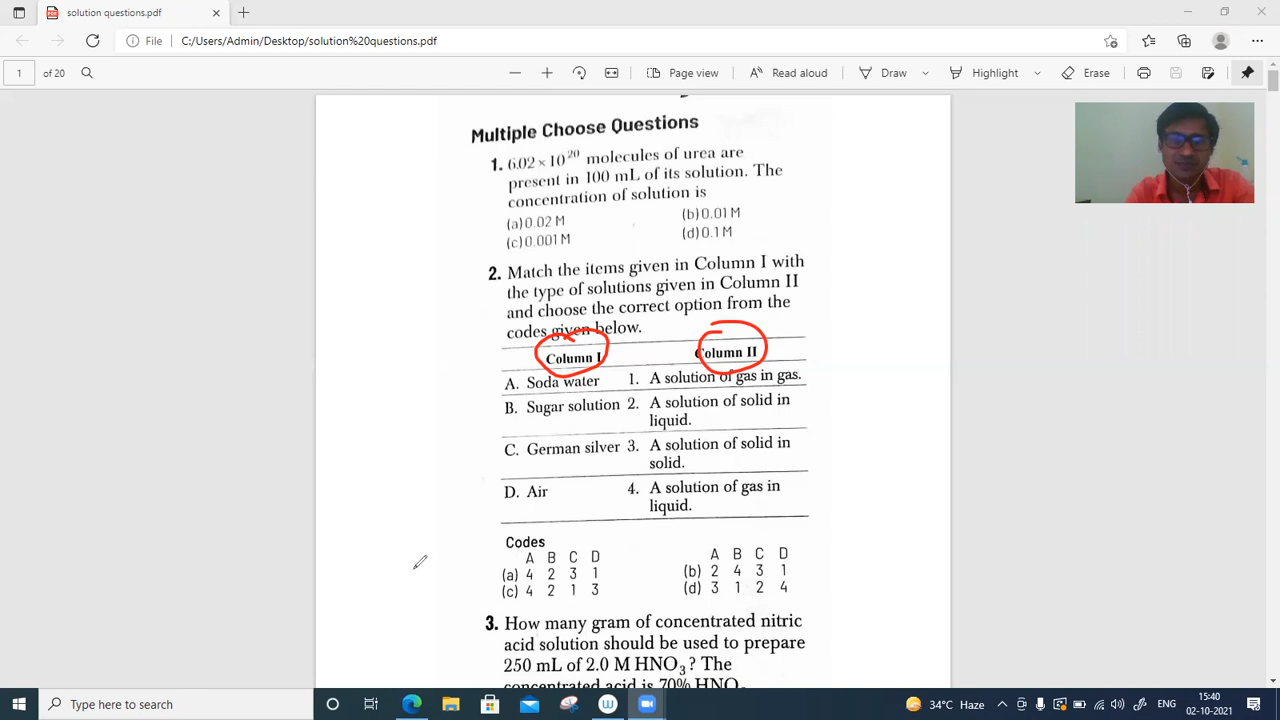 solution questions.pdf
File C:/Users/Admin/Desktop/solution%20questions.pdf
1 of 20 Page view Read aloud Draw Highlight Erase
Multiple Choose Questions
1. 6.02 × 10²⁰ molecules of urea are
present in 100 mL of its solution. The
concentration of solution is
(a) 0.02 M (b) 0.01 M
(c) 0.001 M (d) 0.1 M
2. Match the items given in Column I with
the type of solutions given in Column II
and choose the correct option from the
codes given below.
Column I Column II
A. Soda water 1. A solution of gas in gas.
B. Sugar solution 2. A solution of solid in
liquid.
C. German silver 3. A solution of solid in
solid.
D. Air 4. A solution of gas in
liquid.
Codes
A B C D A B C D
(a) 4 2 3 1 (b) 2 4 3 1
(c) 4 2 1 3 (d) 3 1 2 4
3. How many gram of concentrated nitric
acid solution should be used to prepare
250 mL of 2.0 M HNO₃? The
concentrated acid is 70% HNO₃
Type here to search
34°C Haze ENG 15:40
02-10-2021